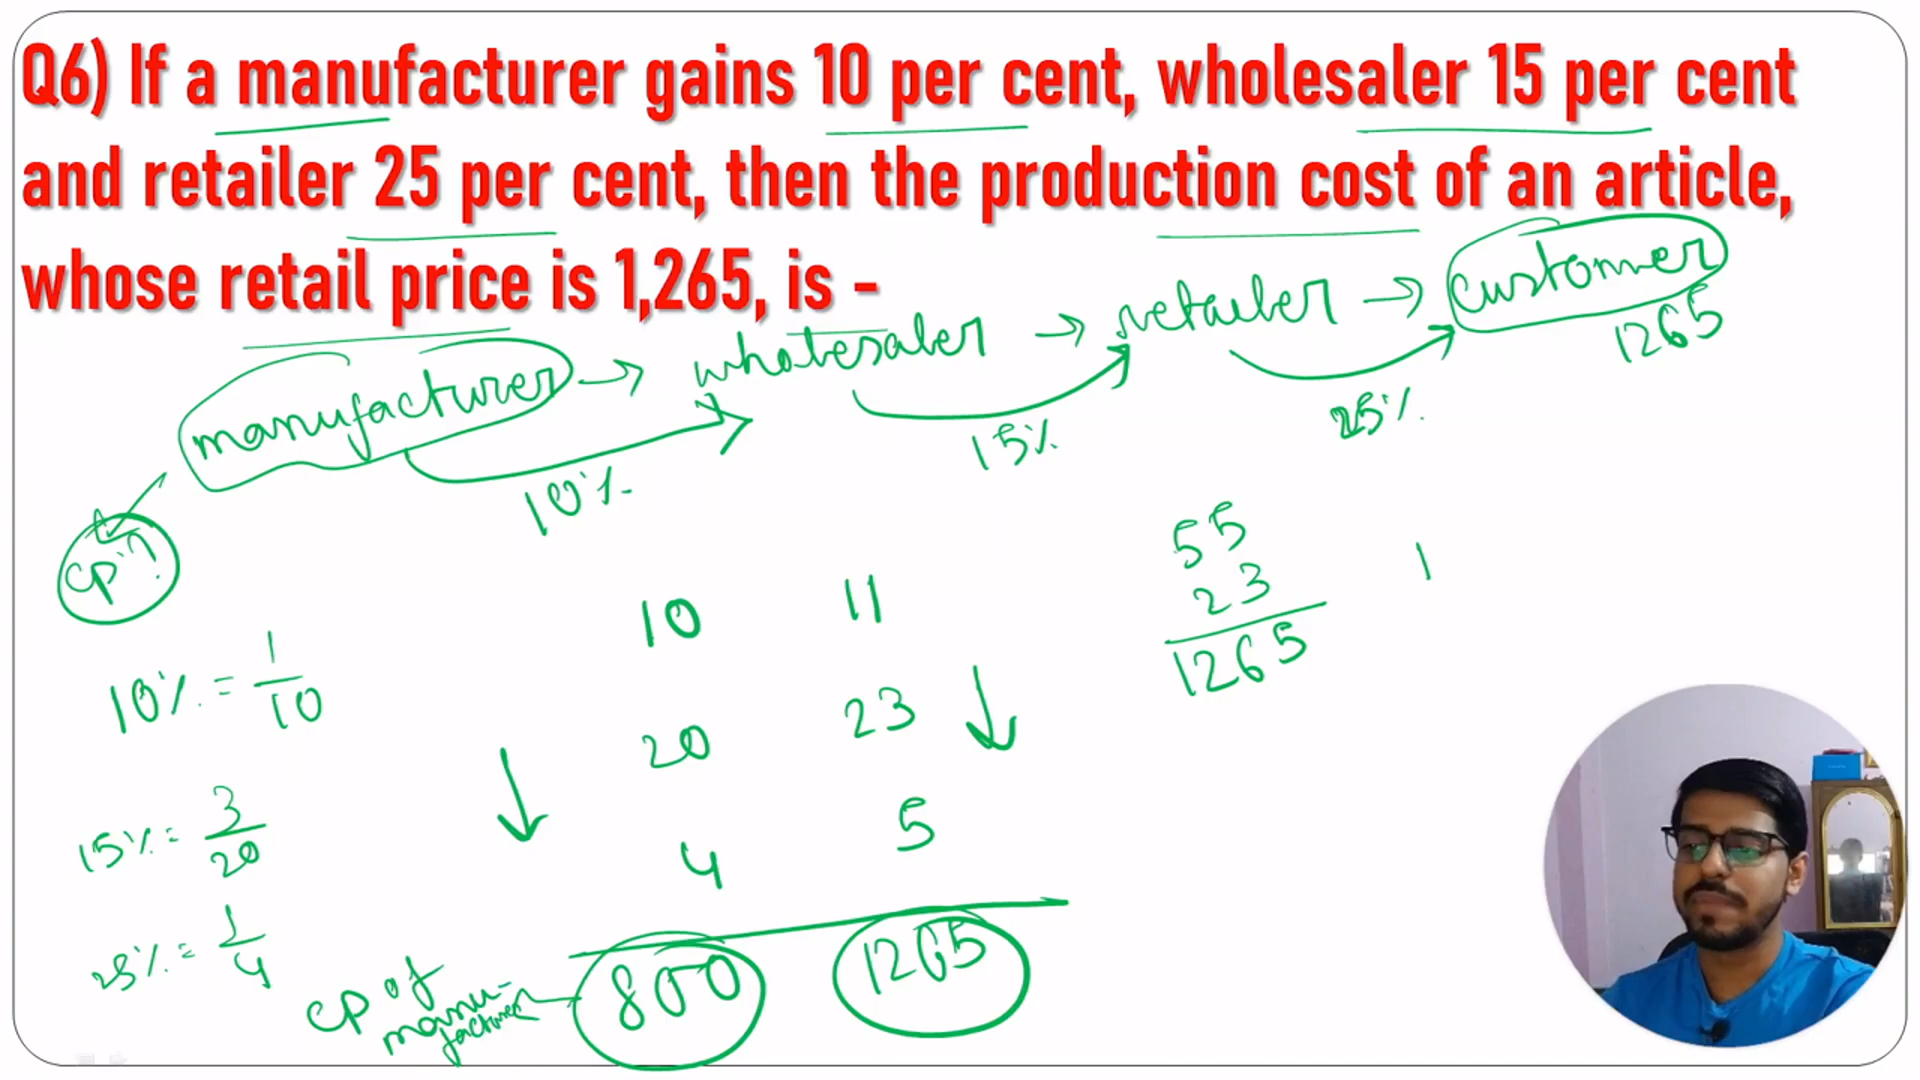 Q6) If a manufacturer gains 10 per cent, wholesaler 15 per cent
and retailer 25 per cent, then the production cost of an article,
whose retail price is 1,265, is -
manufacturer → wholesaler → retailer → customer
1265
10%
15%
25%
CP ?
10% = 1/10
15% = 3/20
25% = 1/4
10 11
20 23
4 5
800 1265
CP of
manu-
facturer
55
23
1265
1